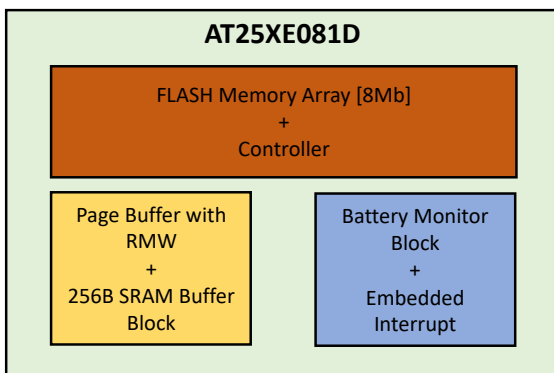 AT25XE081D
FLASH Memory Array [8Mb]
+
Controller
Page Buffer with
RMW
+
256B SRAM Buffer
Block
Battery Monitor
Block
+
Embedded
Interrupt